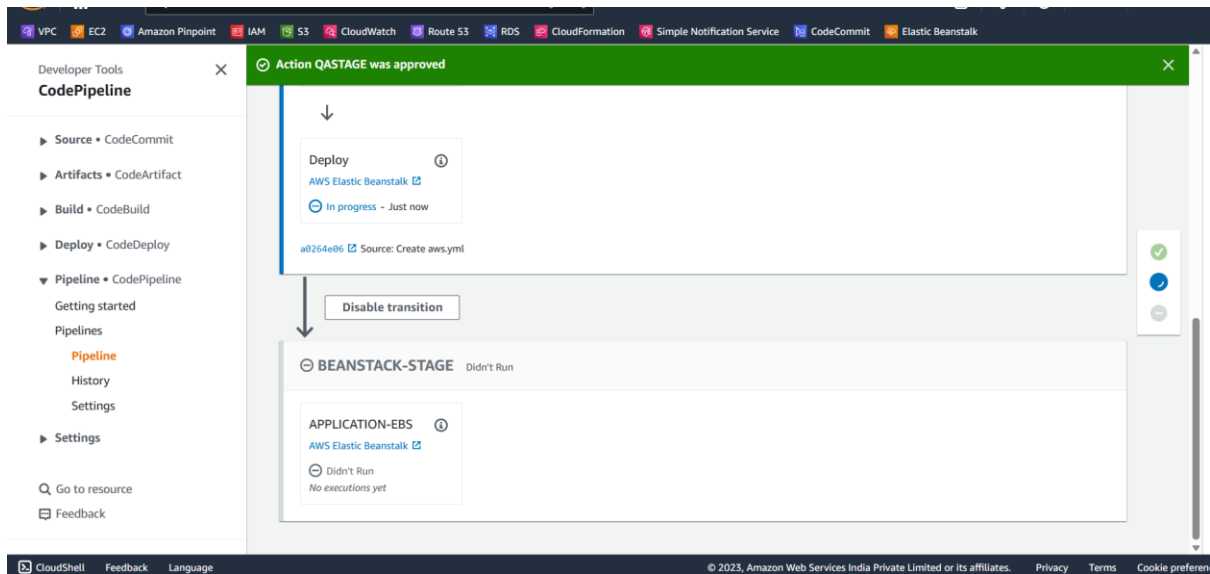 VPC EC2 Amazon Pinpoint IAM S3 CloudWatch Route 53 RDS CloudFormation Simple Notification Service CodeCommit Elastic Beanstalk
Developer Tools
CodePipeline
Source • CodeCommit
Artifacts • CodeArtifact
Build • CodeBuild
Deploy • CodeDeploy
Pipeline • CodePipeline
Getting started
Pipelines
Pipeline
History
Settings
Settings
Go to resource
Feedback
Action QASTAGE was approved
Deploy
AWS Elastic Beanstalk
In progress - Just now
a0264e06 Source: Create aws.yml
Disable transition
BEANSTACK-STAGE Didn't Run
APPLICATION-EBS
AWS Elastic Beanstalk
Didn't Run
No executions yet
CloudShell Feedback Language © 2023, Amazon Web Services India Private Limited or its affiliates. Privacy Terms Cookie preferen